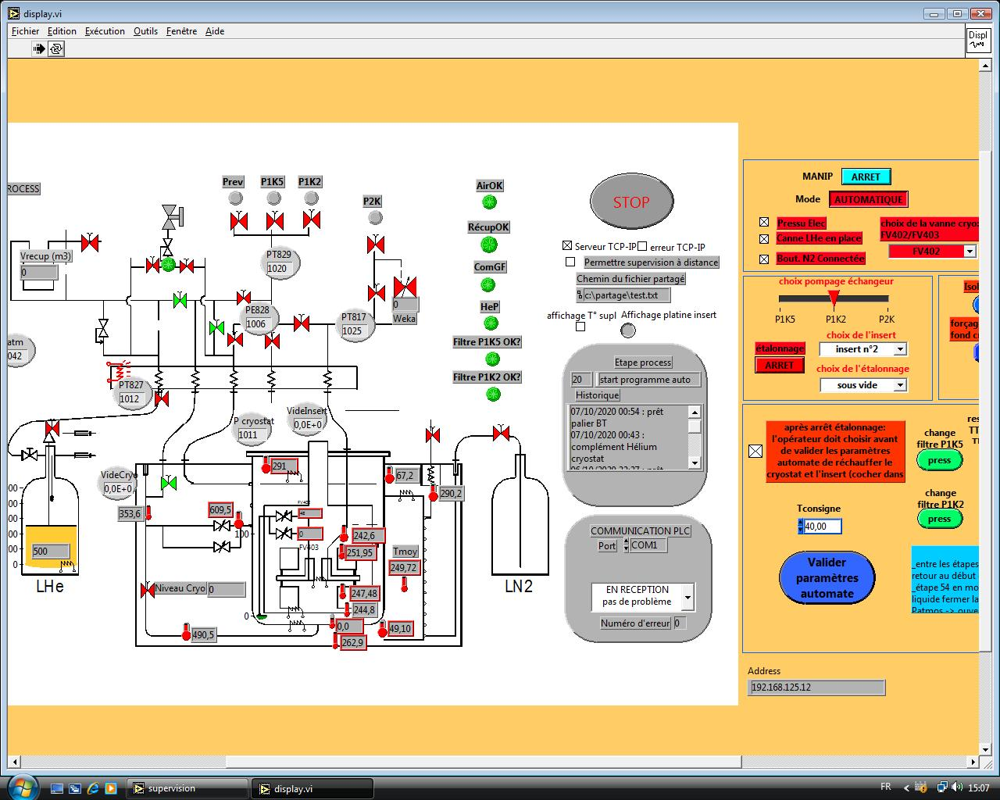 display.vi
Fichier Edition Exécution Outils Fenêtre Aide
Displ
ROCESS
Prev
P1K5
P1K2
P2K
AirOK
RécupOK
ComGF
HeP
Filtre P1K5 OK?
Filtre P1K2 OK?
Vrecup (m3)
0
PT829
1020
PE828
1006
PT817
1025
0
Weka
atm
042
PT827
1012
P cryostat
1011
VideInsert
0,0E+0
VideCryo
0,0E+0
353,6
609,5
291
67,2
290,2
100
FV403
0
242,6
251,95
Tmoy
249,72
247,48
244,8
0,0
262,9
49,10
490,5
Niveau Cryo 0
0
00
00
00
00
0
500
LHe
LN2
STOP
Serveur TCP-IP
erreur TCP-IP
Permettre supervision à distance
Chemin du fichier partagé
c:\partage\test.txt
affichage T° supl
Affichage platine insert
Etape process
20
start programme auto
Historique
07/10/2020 00:54 : prêt
palier BT
07/10/2020 00:43 :
complément Hélium
cryostat
COMMUNICATION PLC
Port
COM1
EN RECEPTION
pas de problème
Numéro d'erreur 0
MANIP
ARRET
Mode
AUTOMATIQUE
Pressu Elec
Canne LHe en place
Bout. N2 Connectée
choix de la vanne cryo:
FV402/FV403
FV402
choix pompage échangeur
P1K5 P1K2 P2K
choix de l'insert
insert n°2
étalonnage
ARRET
choix de l'étalonnage
sous vide
Isol
forçag
fond c
après arrêt étalonnage:
l'opérateur doit choisir avant
de valider les paramètres
automate de réchauffer le
cryostat et l'insert (cocher dans
change
filtre P1K5
press
change
filtre P1K2
press
Tconsigne
40,00
Valider
paramètres
automate
_entre les étapes
retour au début
_étape 54 en mo
liquide fermer la
Address
192.168.125.12
supervision
display.vi
FR
15:07